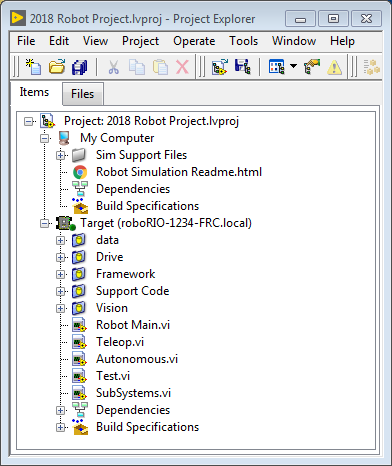 2018 Robot Project.lvproj - Project Explorer
File Edit View Project Operate Tools Window Help
Items Files
Project: 2018 Robot Project.lvproj
My Computer
Sim Support Files
Robot Simulation Readme.html
Dependencies
Build Specifications
Target (roboRIO-1234-FRC.local)
data
Drive
Framework
Support Code
Vision
Robot Main.vi
Teleop.vi
Autonomous.vi
Test.vi
SubSystems.vi
Dependencies
Build Specifications